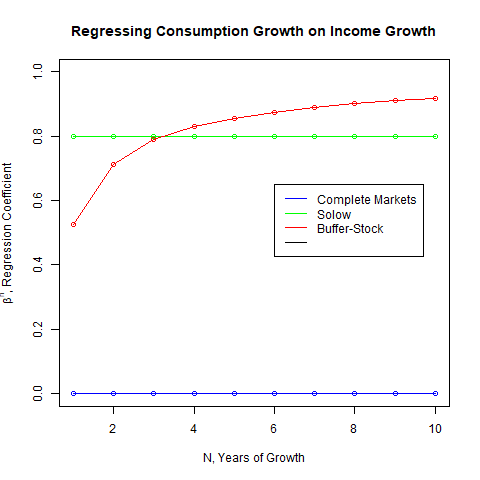 Regressing Consumption Growth on Income Growth
1.0
0.8
0.6
0.4
0.2
0.0
βⁿ, Regression Coefficient
Complete Markets
Solow
Buffer-Stock
2 4 6 8 10
N, Years of Growth